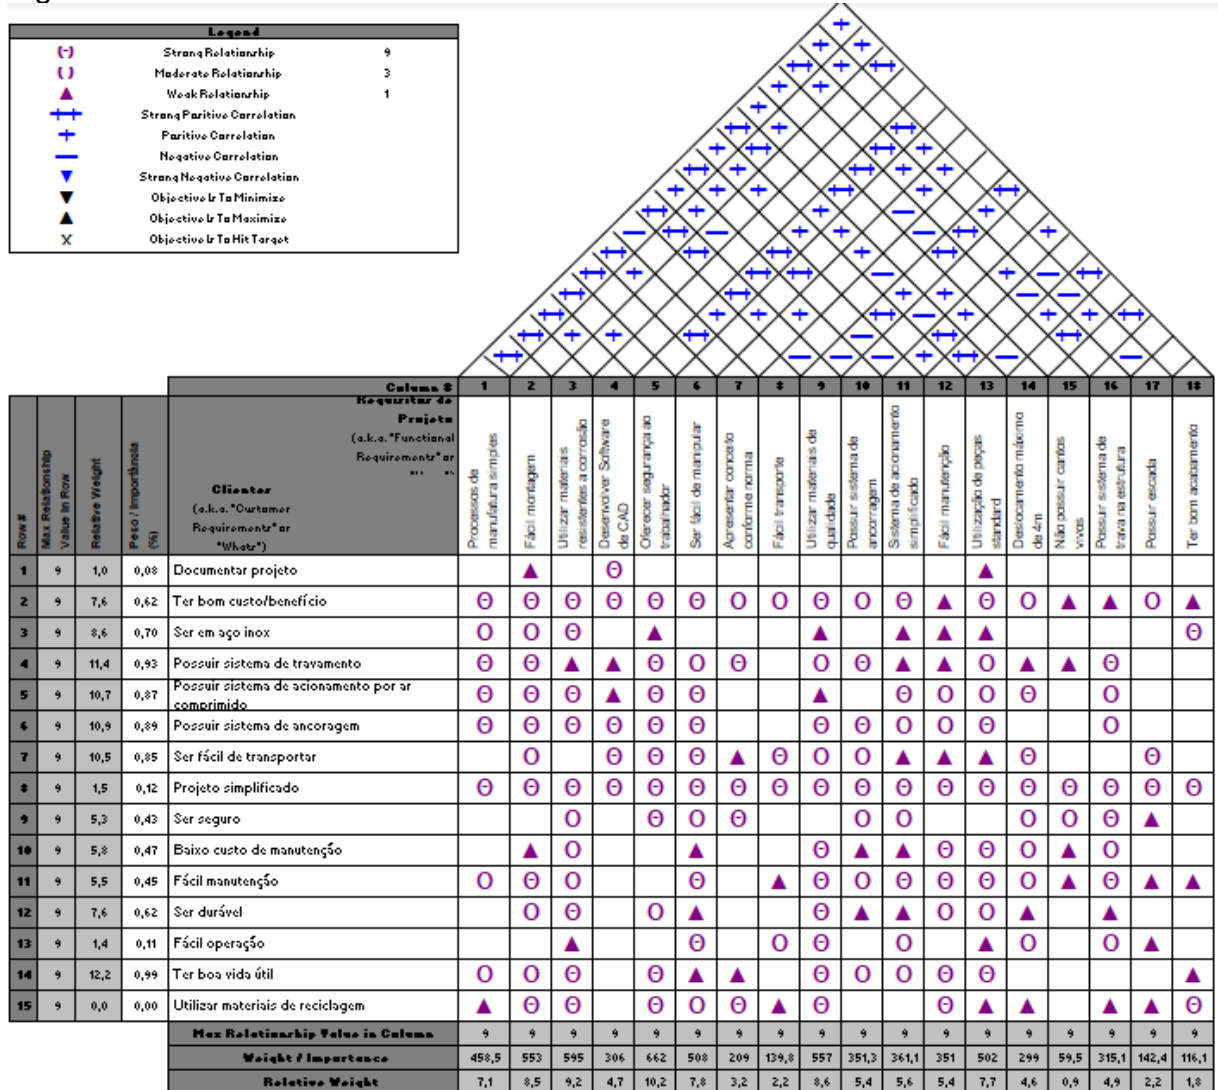 Legend
Strong Relationship 9
Moderate Relationship 3
Weak Relationship 1
Strong Positive Correlation
Positive Correlation
Negative Correlation
Strong Negative Correlation
Objective Is To Minimize
Objective Is To Maximize
X Objective Is To Hit Target
Column # 1 2 3 4 5 6 7 8 9 10 11 12 13 14 15 16 17 18
Row #
Max Relationship Value in Row
Relative Weight
Peso / Importância (%)
Requisitos de
Projeto
(a.k.a. "Functional
Requirements" or
Clientes
(a.k.a. "Customer
Requirements" or
"Whats")
Processos de manufatura simples
Fácil montagem
Utilizar materiais resistentes a corrosão
Desenvolver Software de CAD
Oferecer segurança ao trabalhador
Ser fácil de manipular
Apresentar conceito conforme norma
Fácil transporte
Utilizar materiais de qualidade
Possuir sistema de ancorragem
Sistema de acionamento simplificado
Fácil manutenção
Utilização de peças standard
Deslocamento máximo de 4m
Não possuir cantos vivos
Possuir sistema de trava na estrutura
Possuir escada
Ter bom acabamento
1 9 1,0 0,08 Documentar projeto
2 9 7,6 0,62 Ter bom custo/benefício
3 9 8,6 0,70 Ser em aço inox
4 9 11,4 0,93 Possuir sistema de travamento
5 9 10,7 0,87 Possuir sistema de acionamento por ar comprimido
6 9 10,9 0,89 Possuir sistema de ancoragem
7 9 10,5 0,85 Ser fácil de transportar
8 9 1,5 0,12 Projeto simplificado
9 9 5,3 0,43 Ser seguro
10 9 5,8 0,47 Baixo custo de manutenção
11 9 5,5 0,45 Fácil manutenção
12 9 7,6 0,62 Ser durável
13 9 1,4 0,11 Fácil operação
14 9 12,2 0,99 Ter boa vida útil
15 9 0,0 0,00 Utilizar materiais de reciclagem
Max Relationship Value in Column 9 9 9 9 9 9 9 9 9 9 9 9 9 9 9 9 9 9
Weight / Importance 458,5 553 595 306 662 508 209 139,8 557 351,3 361,1 351 502 299 59,5 315,1 142,4 116,1
Relative Weight 7,1 8,5 9,2 4,7 10,2 7,8 3,2 2,2 8,6 5,4 5,6 5,4 7,7 4,6 0,9 4,9 2,2 1,8